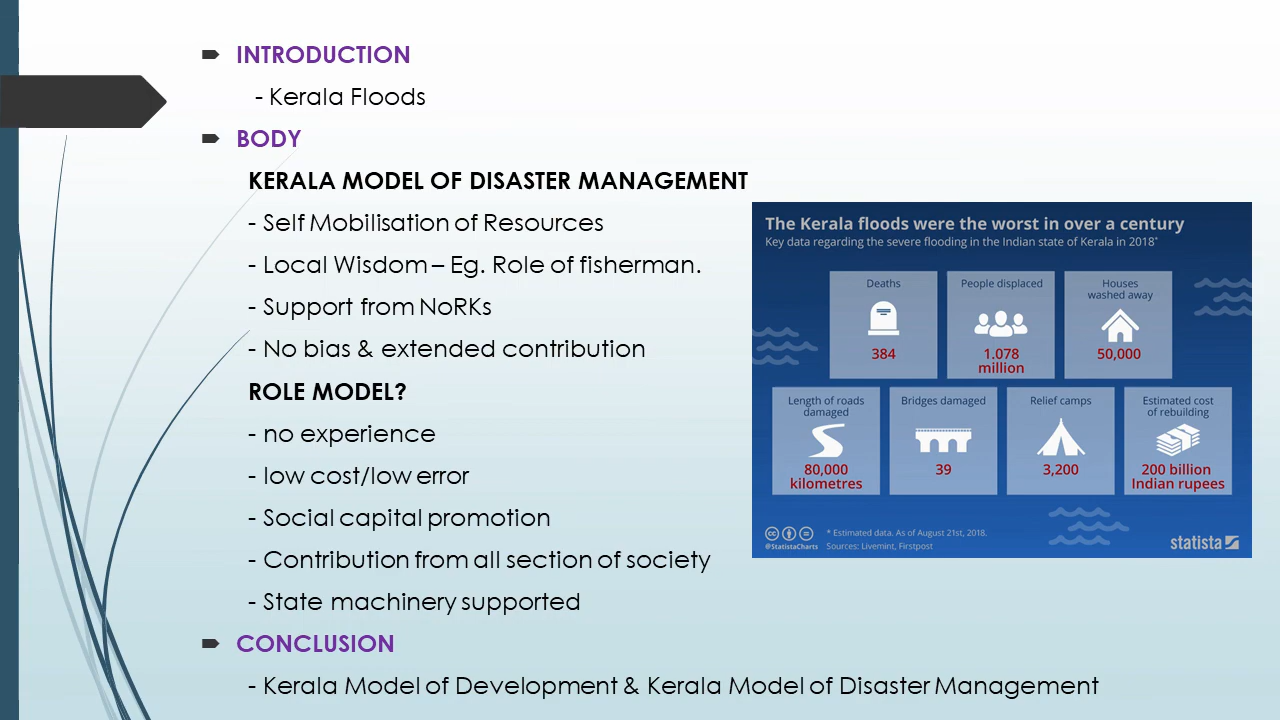 INTRODUCTION
- Kerala Floods
BODY
KERALA MODEL OF DISASTER MANAGEMENT
- Self Mobilisation of Resources
- Local Wisdom – Eg. Role of fisherman.
- Support from NoRKs
- No bias & extended contribution
ROLE MODEL?
- no experience
- low cost/low error
- Social capital promotion
- Contribution from all section of society
- State machinery supported
CONCLUSION
- Kerala Model of Development & Kerala Model of Disaster Management
The Kerala floods were the worst in over a century
Key data regarding the severe flooding in the Indian state of Kerala in 2018*
Deaths
384
People displaced
1.078
million
Houses
washed away
50,000
Length of roads
damaged
80,000
kilometres
Bridges damaged
39
Relief camps
3,200
Estimated cost
of rebuilding
200 billion
Indian rupees
@StatistaCharts
* Estimated data. As of August 21st, 2018.
Sources: Livemint, Firstpost
statista